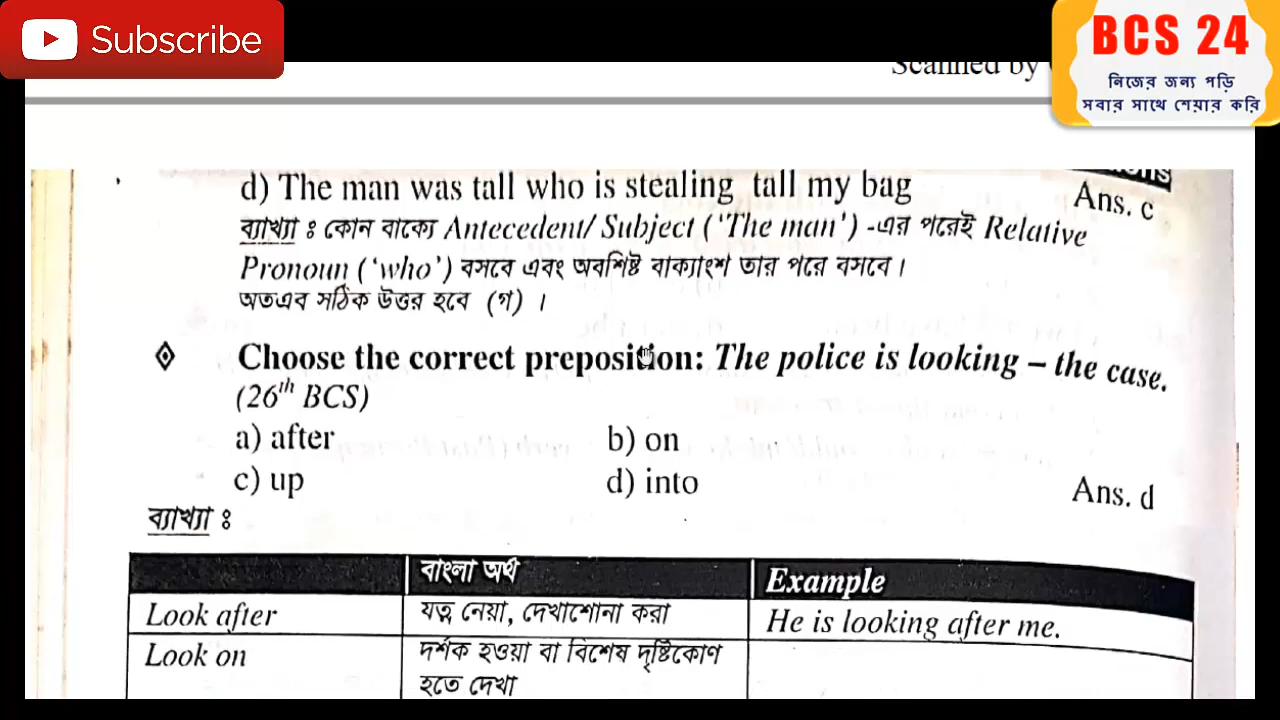 Subscribe
BCS 24
নিজের জন্য পড়ি
সবার সাথে শেয়ার করি
Scanned by
d) The man was tall who is stealing tall my bag
Ans. c
ব্যাখ্যা ঃ কোন বাক্যে Antecedent/ Subject (‘The man’) -এর পরেই Relative
Pronoun (‘who’) বসবে এবং অবশিষ্ট বাক্যাংশ তার পরে বসবে।
অতএব সঠিক উত্তর হবে (গ) ।
Choose the correct preposition: The police is looking – the case.
(26th BCS)
a) after b) on
c) up d) into
Ans. d
ব্যাখ্যা ঃ
বাংলা অর্থ Example
Look after যত্ন নেয়া, দেখাশোনা করা He is looking after me.
Look on দর্শক হওয়া বা বিশেষ দৃষ্টিকোণ
হতে দেখা